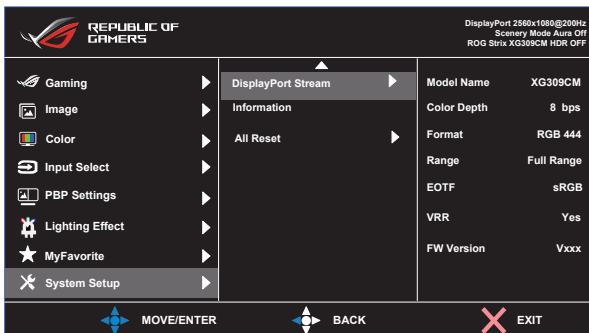 REPUBLIC OF
GAMERS
DisplayPort 2560x1080@200Hz
Scenery Mode Aura Off
ROG Strix XG309CM HDR OFF
Gaming
Image
Color
Input Select
PBP Settings
Lighting Effect
MyFavorite
System Setup
DisplayPort Stream
Information
All Reset
Model Name XG309CM
Color Depth 8 bps
Format RGB 444
Range Full Range
EOTF sRGB
VRR Yes
FW Version Vxxx
MOVE/ENTER BACK EXIT